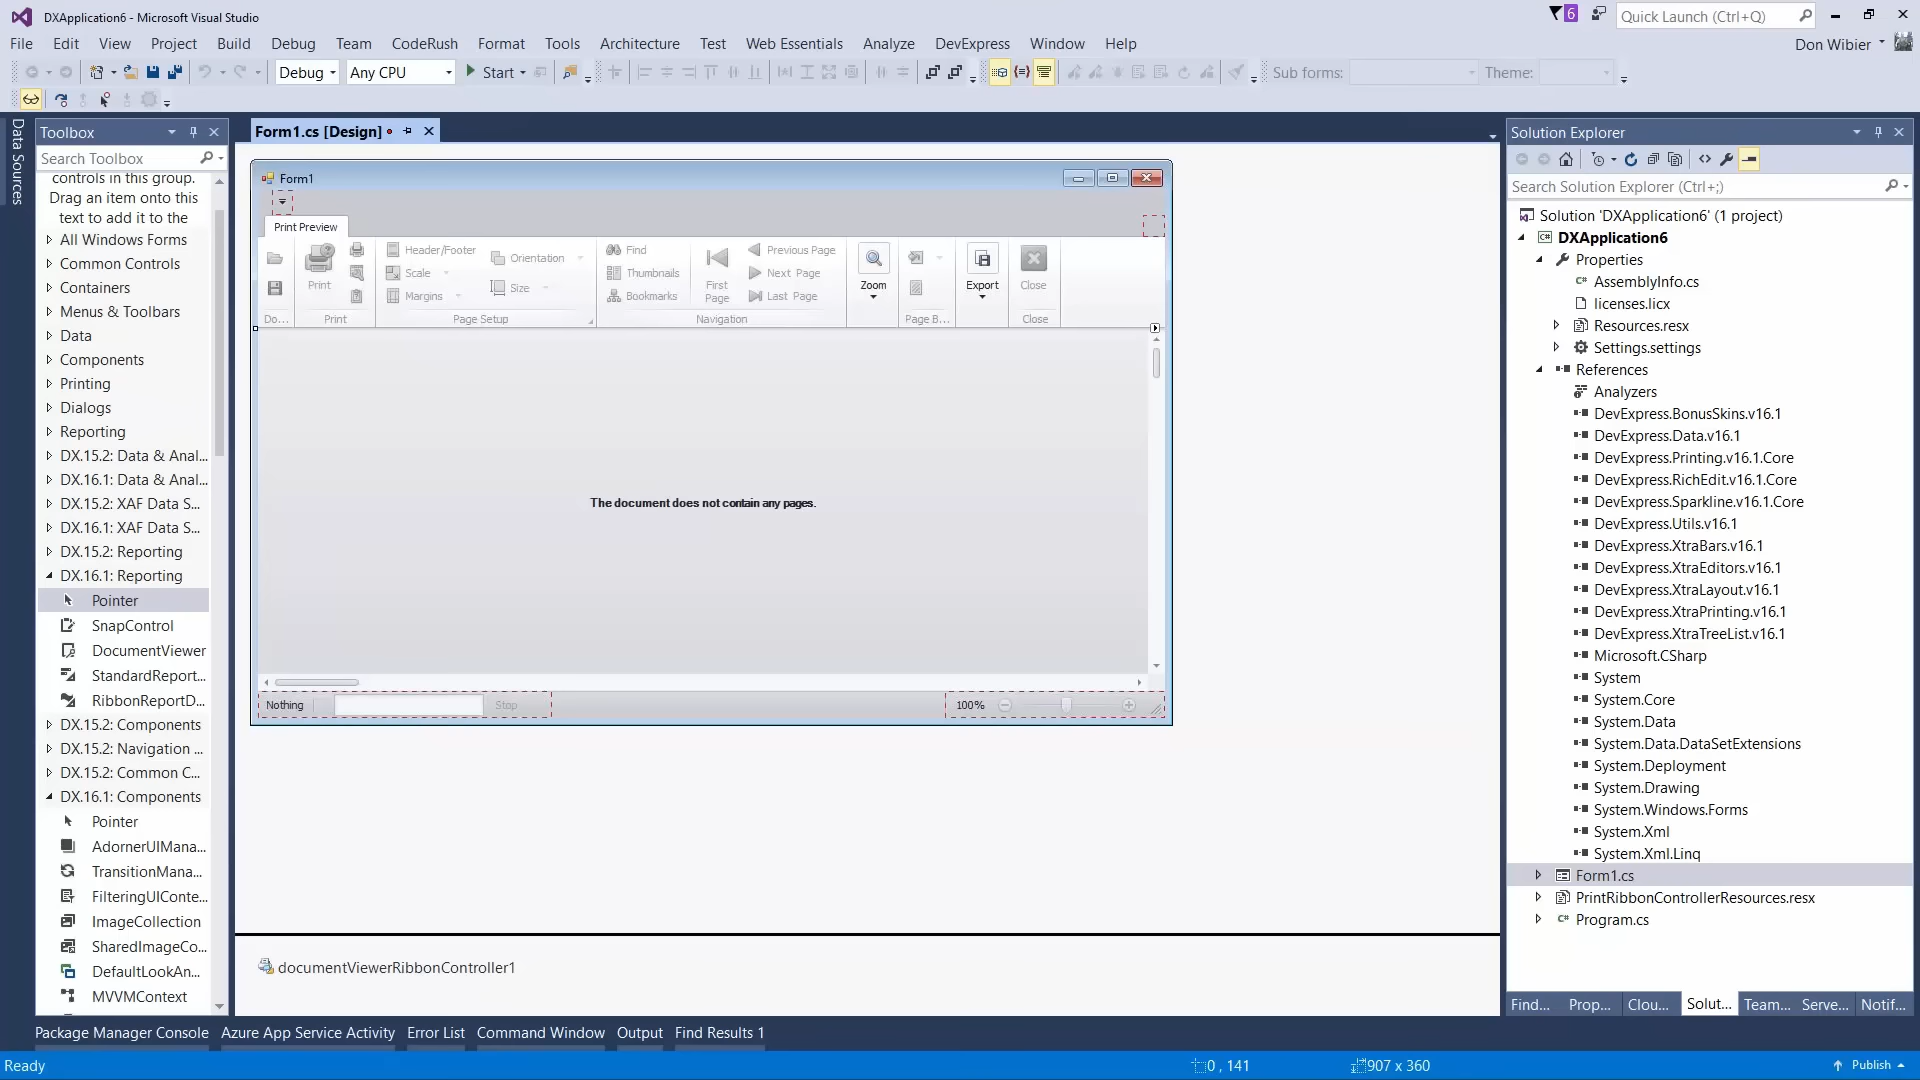 DXApplication6 - Microsoft Visual Studio
6
Quick Launch (Ctrl+Q)
File Edit View Project Build Debug Team CodeRush Format Tools Architecture Test Web Essentials Analyze DevExpress Window Help
Don Wibier
Debug Any CPU Start Sub forms: Theme:
Data Sources
Toolbox
Search Toolbox
controls in this group.
Drag an item onto this
text to add it to the
All Windows Forms
Common Controls
Containers
Menus & Toolbars
Data
Components
Printing
Dialogs
Reporting
DX.15.2: Data & Anal...
DX.16.1: Data & Anal...
DX.15.2: XAF Data S...
DX.16.1: XAF Data S...
DX.15.2: Reporting
DX.16.1: Reporting
Pointer
SnapControl
DocumentViewer
StandardReport...
RibbonReportD...
DX.15.2: Components
DX.15.2: Navigation ...
DX.15.2: Common C...
DX.16.1: Components
Pointer
AdornerUIMana...
TransitionMana...
FilteringUIConte...
ImageCollection
SharedImageCo...
DefaultLookAn...
MVVMContext
Form1.cs [Design]
Form1
Print Preview
Print
Header/Footer
Scale
Margins
Orientation
Size
Find
Thumbnails
Bookmarks
First
Page
Previous Page
Next Page
Last Page
Zoom
Export
Close
Do... Print Page Setup Navigation Page B... Close
The document does not contain any pages.
Nothing Stop 100%
documentViewerRibbonController1
Solution Explorer
Search Solution Explorer (Ctrl+;)
Solution 'DXApplication6' (1 project)
DXApplication6
Properties
AssemblyInfo.cs
licenses.licx
Resources.resx
Settings.settings
References
Analyzers
DevExpress.BonusSkins.v16.1
DevExpress.Data.v16.1
DevExpress.Printing.v16.1.Core
DevExpress.RichEdit.v16.1.Core
DevExpress.Sparkline.v16.1.Core
DevExpress.Utils.v16.1
DevExpress.XtraBars.v16.1
DevExpress.XtraEditors.v16.1
DevExpress.XtraLayout.v16.1
DevExpress.XtraPrinting.v16.1
DevExpress.XtraTreeList.v16.1
Microsoft.CSharp
System
System.Core
System.Data
System.Data.DataSetExtensions
System.Deployment
System.Drawing
System.Windows.Forms
System.Xml
System.Xml.Linq
Form1.cs
PrintRibbonControllerResources.resx
Program.cs
Find... Prop... Clou... Solut... Team... Serve... Notif...
Package Manager Console Azure App Service Activity Error List Command Window Output Find Results 1
Ready 0 , 141 907 x 360 Publish